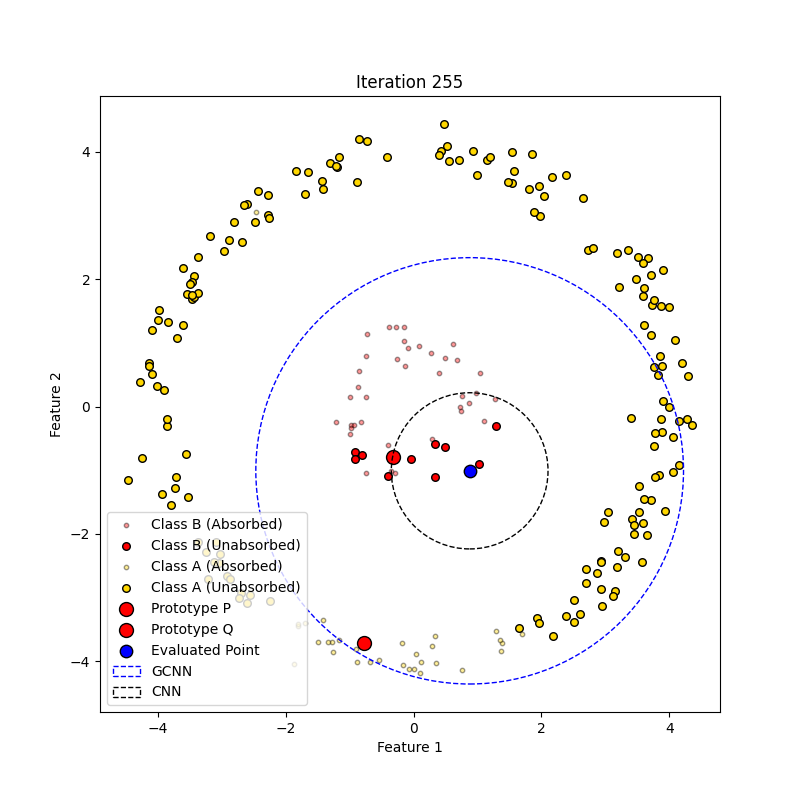 Iteration 255
4
2
0
−2
−4
Feature 2
Class B (Absorbed)
Class B (Unabsorbed)
Class A (Absorbed)
Class A (Unabsorbed)
Prototype P
Prototype Q
Evaluated Point
GCNN
CNN
−4 −2 0 2 4
Feature 1